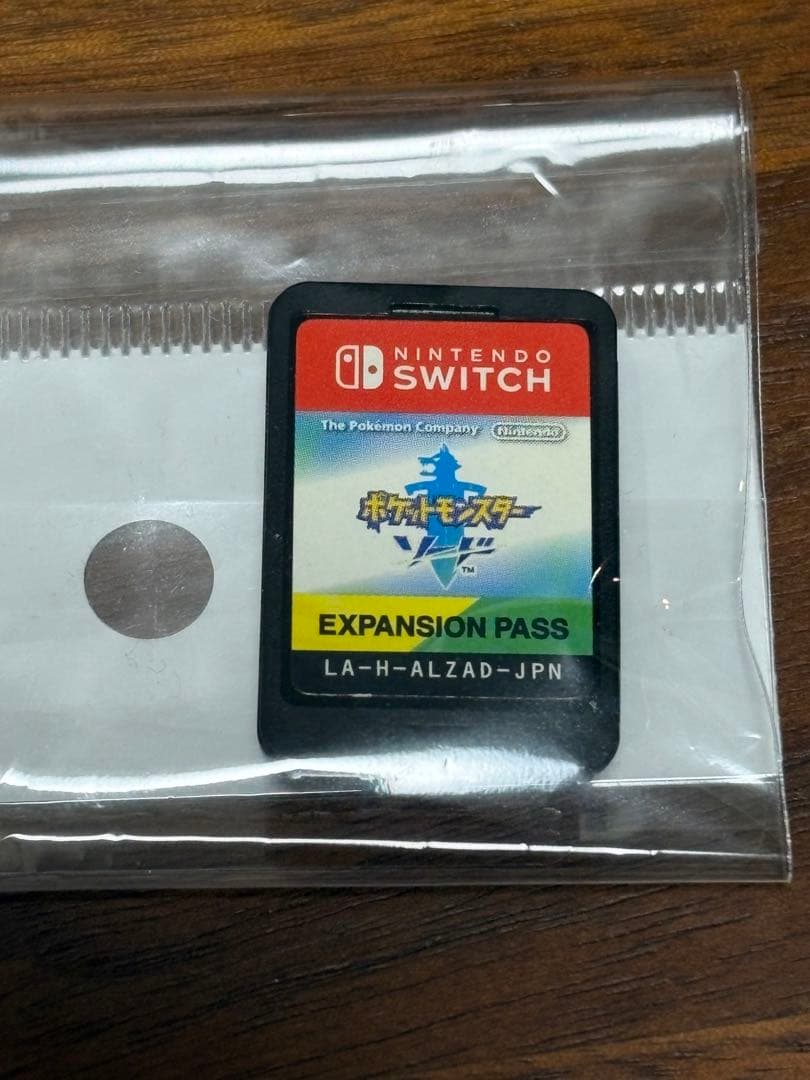 NINTENDO
SWITCH
The Pokémon Company Nintendo
ポケットモンスター
ソード
TM
EXPANSION PASS
LA-H-ALZAD-JPN